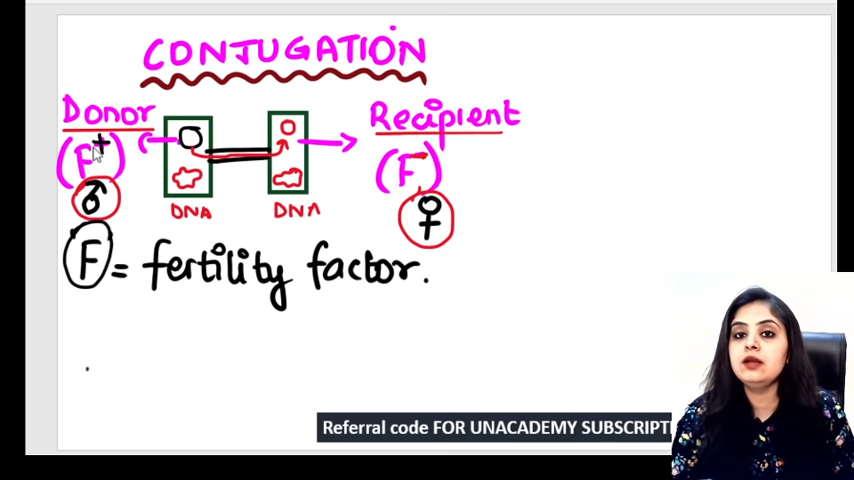 CONJUGATION
Donor
Recipient
(F+)
(F-)
♂
♀
DNA
DNA
F = fertility factor.
Referral code FOR UNACADEMY SUBSCRIPTI